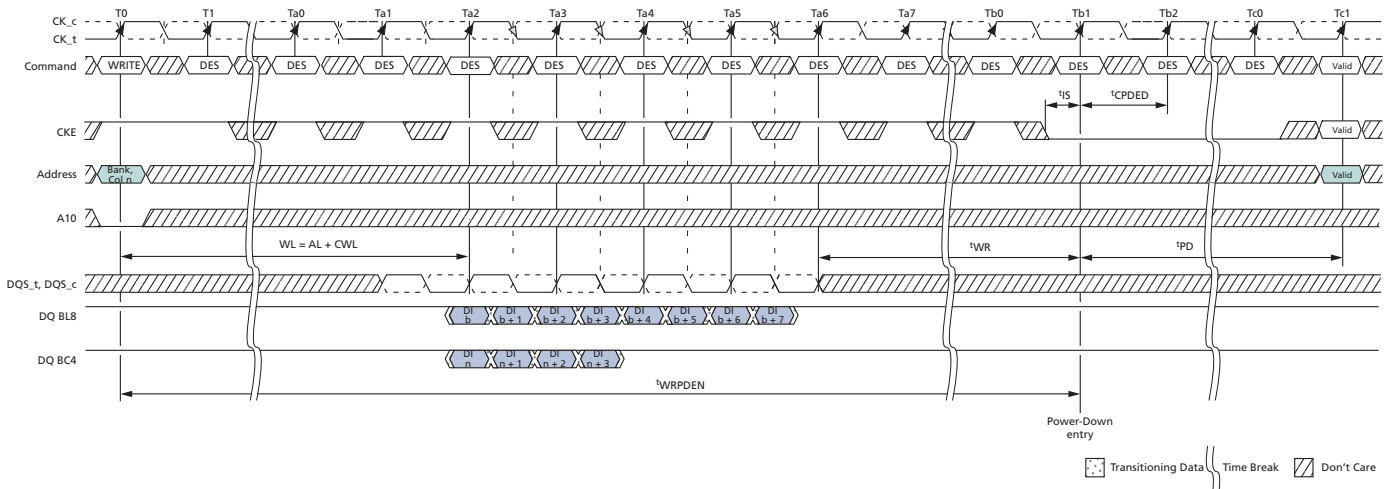 T0 T1 Ta0 Ta1 Ta2 Ta3 Ta4 Ta5 Ta6 Ta7 Tb0 Tb1 Tb2 Tc0 Tc1
CK_c
CK_t
Command WRITE DES DES DES DES DES DES DES DES DES DES DES DES DES Valid
tIS tCPDED
CKE Valid
Address Bank, Col n Valid
A10
WL = AL + CWL tWR tPD
DQS_t, DQS_c
DQ BL8 DI b DI b + 1 DI b + 2 DI b + 3 DI b + 4 DI b + 5 DI b + 6 DI b + 7
DQ BC4 DI n DI n + 1 DI n + 2 DI n + 3
tWRPDEN
Power-Down
entry
Transitioning Data Time Break Don't Care